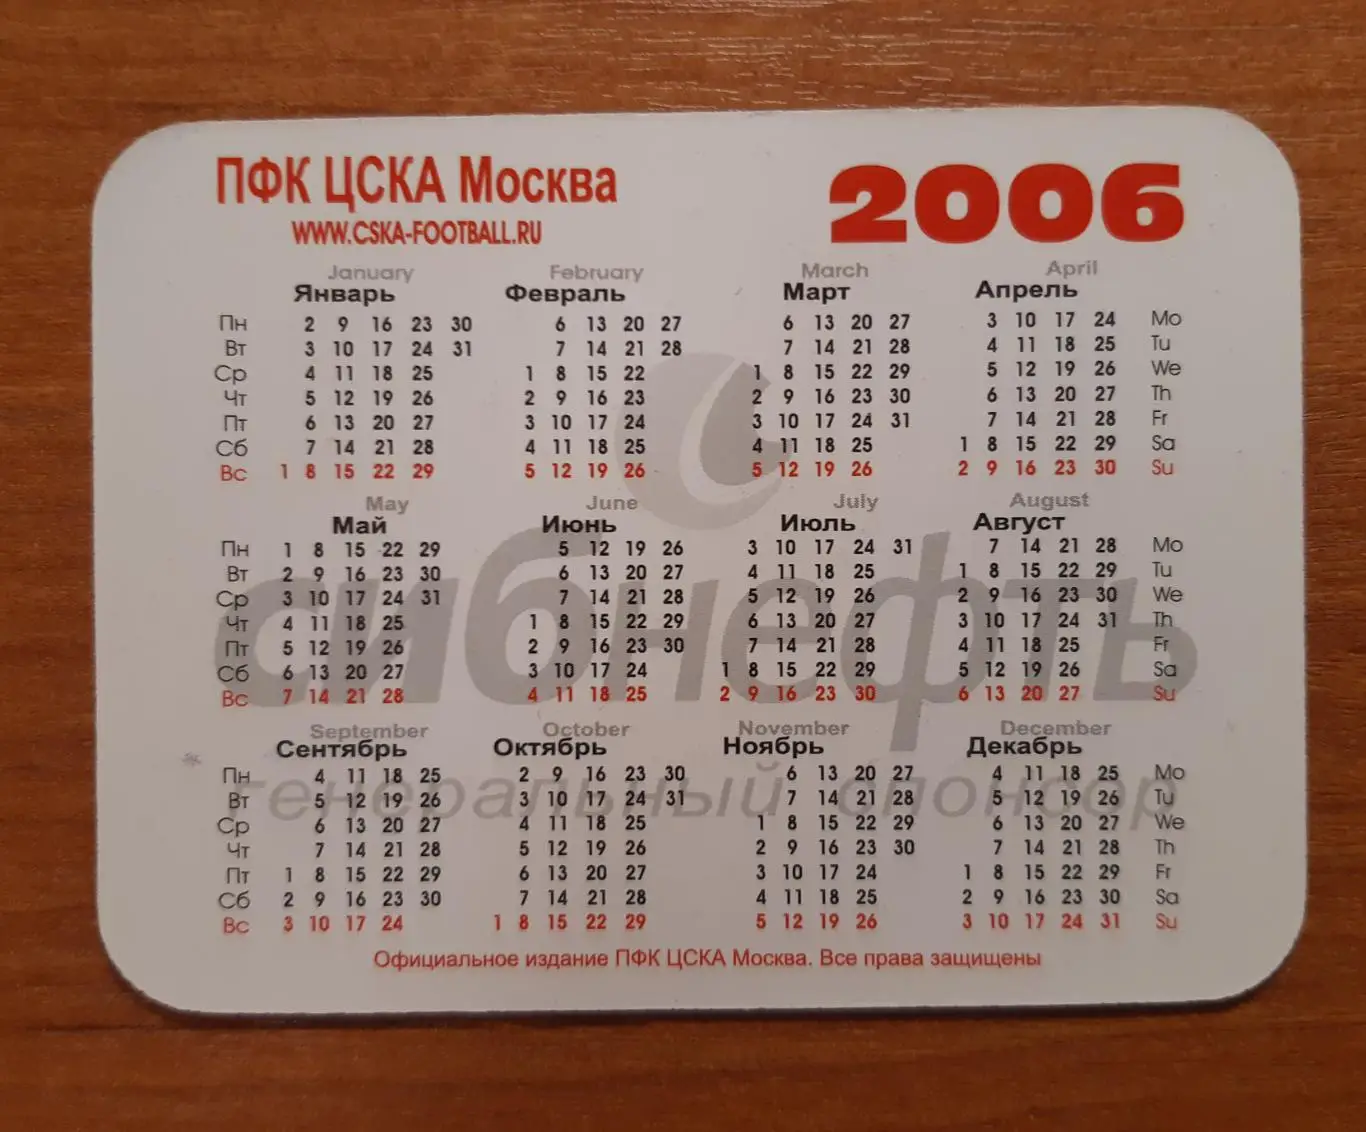 ПФК ЦСКА Москва 2006
WWW.CSKA-FOOTBALL.RU
January February March April
Январь Февраль Март Апрель
Пн 2 9 16 23 30 6 13 20 27 6 13 20 27 3 10 17 24 Mo
Вт 3 10 17 24 31 7 14 21 28 7 14 21 28 4 11 18 25 Tu
Ср 4 11 18 25 1 8 15 22 1 8 15 22 29 5 12 19 26 We
Чт 5 12 19 26 2 9 16 23 2 9 16 23 30 6 13 20 27 Th
Пт 6 13 20 27 3 10 17 24 3 10 17 24 31 7 14 21 28 Fr
Сб 7 14 21 28 4 11 18 25 4 11 18 25 1 8 15 22 29 Sa
Вс 1 8 15 22 29 5 12 19 26 5 12 19 26 2 9 16 23 30 Su
May June July August
Май Июнь Июль Август
Пн 1 8 15 22 29 5 12 19 26 3 10 17 24 31 7 14 21 28 Mo
Вт 2 9 16 23 30 6 13 20 27 4 11 18 25 1 8 15 22 29 Tu
Ср 3 10 17 24 31 7 14 21 28 5 12 19 26 2 9 16 23 30 We
Чт 4 11 18 25 1 8 15 22 29 6 13 20 27 3 10 17 24 31 Th
Пт 5 12 19 26 2 9 16 23 30 7 14 21 28 4 11 18 25 Fr
Сб 6 13 20 27 3 10 17 24 1 8 15 22 29 5 12 19 26 Sa
Вс 7 14 21 28 4 11 18 25 2 9 16 23 30 6 13 20 27 Su
сибнефть
September October November December
Сентябрь Октябрь Ноябрь Декабрь
Пн 4 11 18 25 2 9 16 23 30 6 13 20 27 4 11 18 25 Mo
Вт 5 12 19 26 3 10 17 24 31 7 14 21 28 5 12 19 26 Tu
Ср 6 13 20 27 4 11 18 25 1 8 15 22 29 6 13 20 27 We
Чт 7 14 21 28 5 12 19 26 2 9 16 23 30 7 14 21 28 Th
Пт 1 8 15 22 29 6 13 20 27 3 10 17 24 1 8 15 22 29 Fr
Сб 2 9 16 23 30 7 14 21 28 4 11 18 25 2 9 16 23 30 Sa
Вс 3 10 17 24 1 8 15 22 29 5 12 19 26 3 10 17 24 31 Su
генеральный спонсор
Официальное издание ПФК ЦСКА Москва. Все права защищены